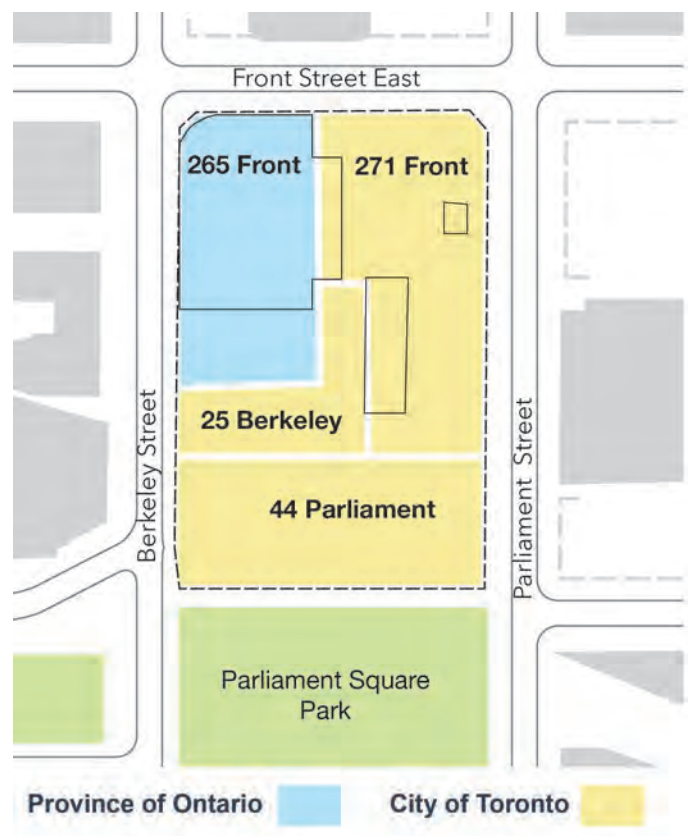 Front Street East
265 Front
271 Front
25 Berkeley
Berkeley Street
Parliament Street
44 Parliament
Parliament Square
Park
Province of Ontario
City of Toronto